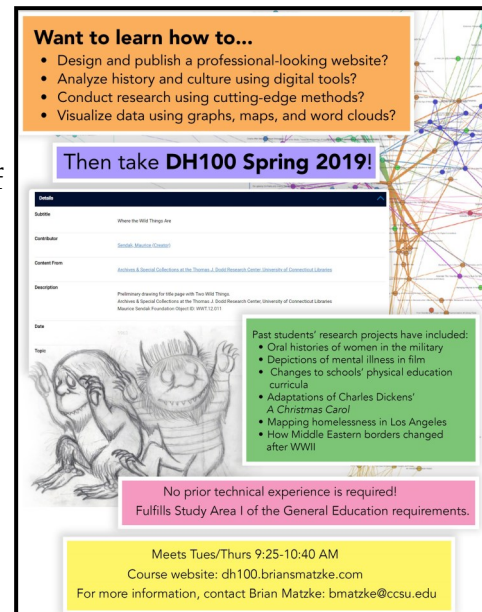 Want to learn how to...
• Design and publish a professional-looking website?
• Analyze history and culture using digital tools?
• Conduct research using cutting-edge methods?
• Visualize data using graphs, maps, and word clouds?
Then take DH100 Spring 2019!
Details
Subtitle
Where the Wild Things Are
Contributor
Sendak, Maurice (Creator)
Content From
Archives & Special Collections at the Thomas J. Dodd Research Center, University of Connecticut Libraries
Description
Preliminary drawing for title page with Two Wild Things.
Archives & Special Collections at the Thomas J. Dodd Research Center, University of Connecticut Libraries
Maurice Sendak Foundation Object ID: WWT.12.011
Date
Topic
Past students' research projects have included:
• Oral histories of women in the military
• Depictions of mental illness in film
• Changes to schools' physical education
curricula
• Adaptations of Charles Dickens'
A Christmas Carol
• Mapping homelessness in Los Angeles
• How Middle Eastern borders changed
after WWII
No prior technical experience is required!
Fulfills Study Area I of the General Education requirements.
Meets Tues/Thurs 9:25-10:40 AM
Course website: dh100.briansmatzke.com
For more information, contact Brian Matzke: bmatzke@ccsu.edu